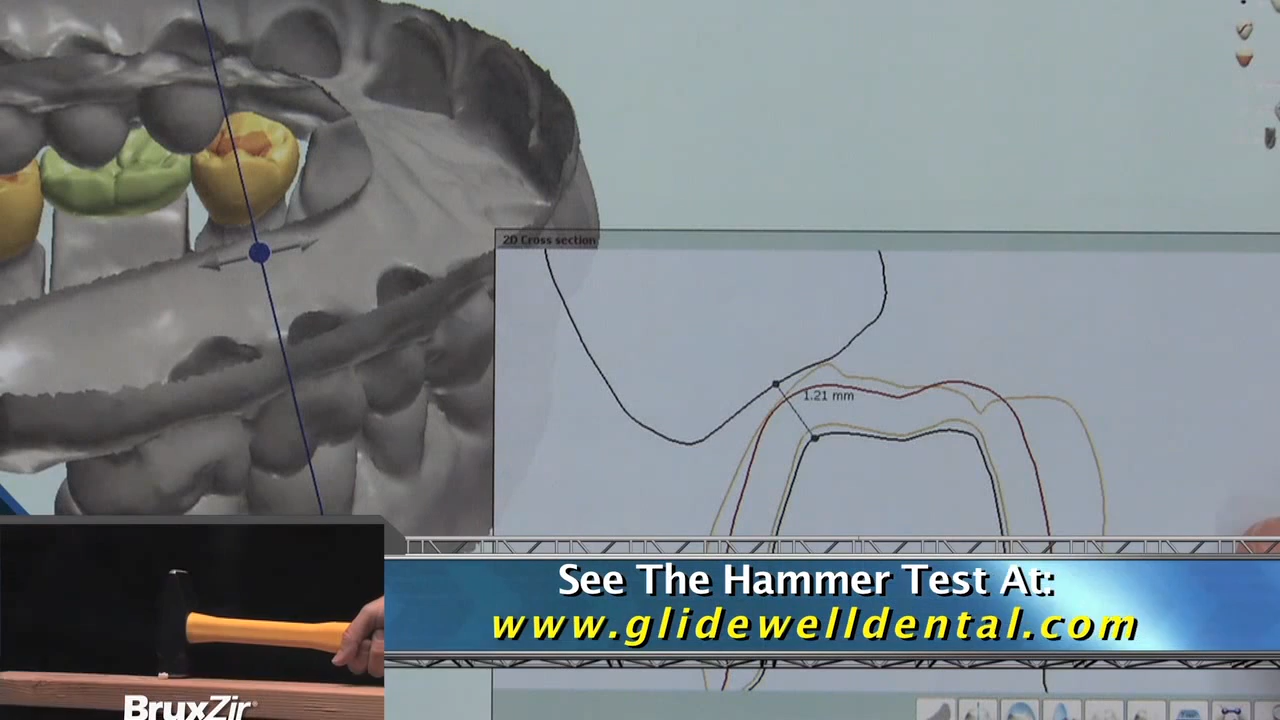 2D Cross section
1.21 mm
See The Hammer Test At:
www.glidewelldental.com
BruxZir®